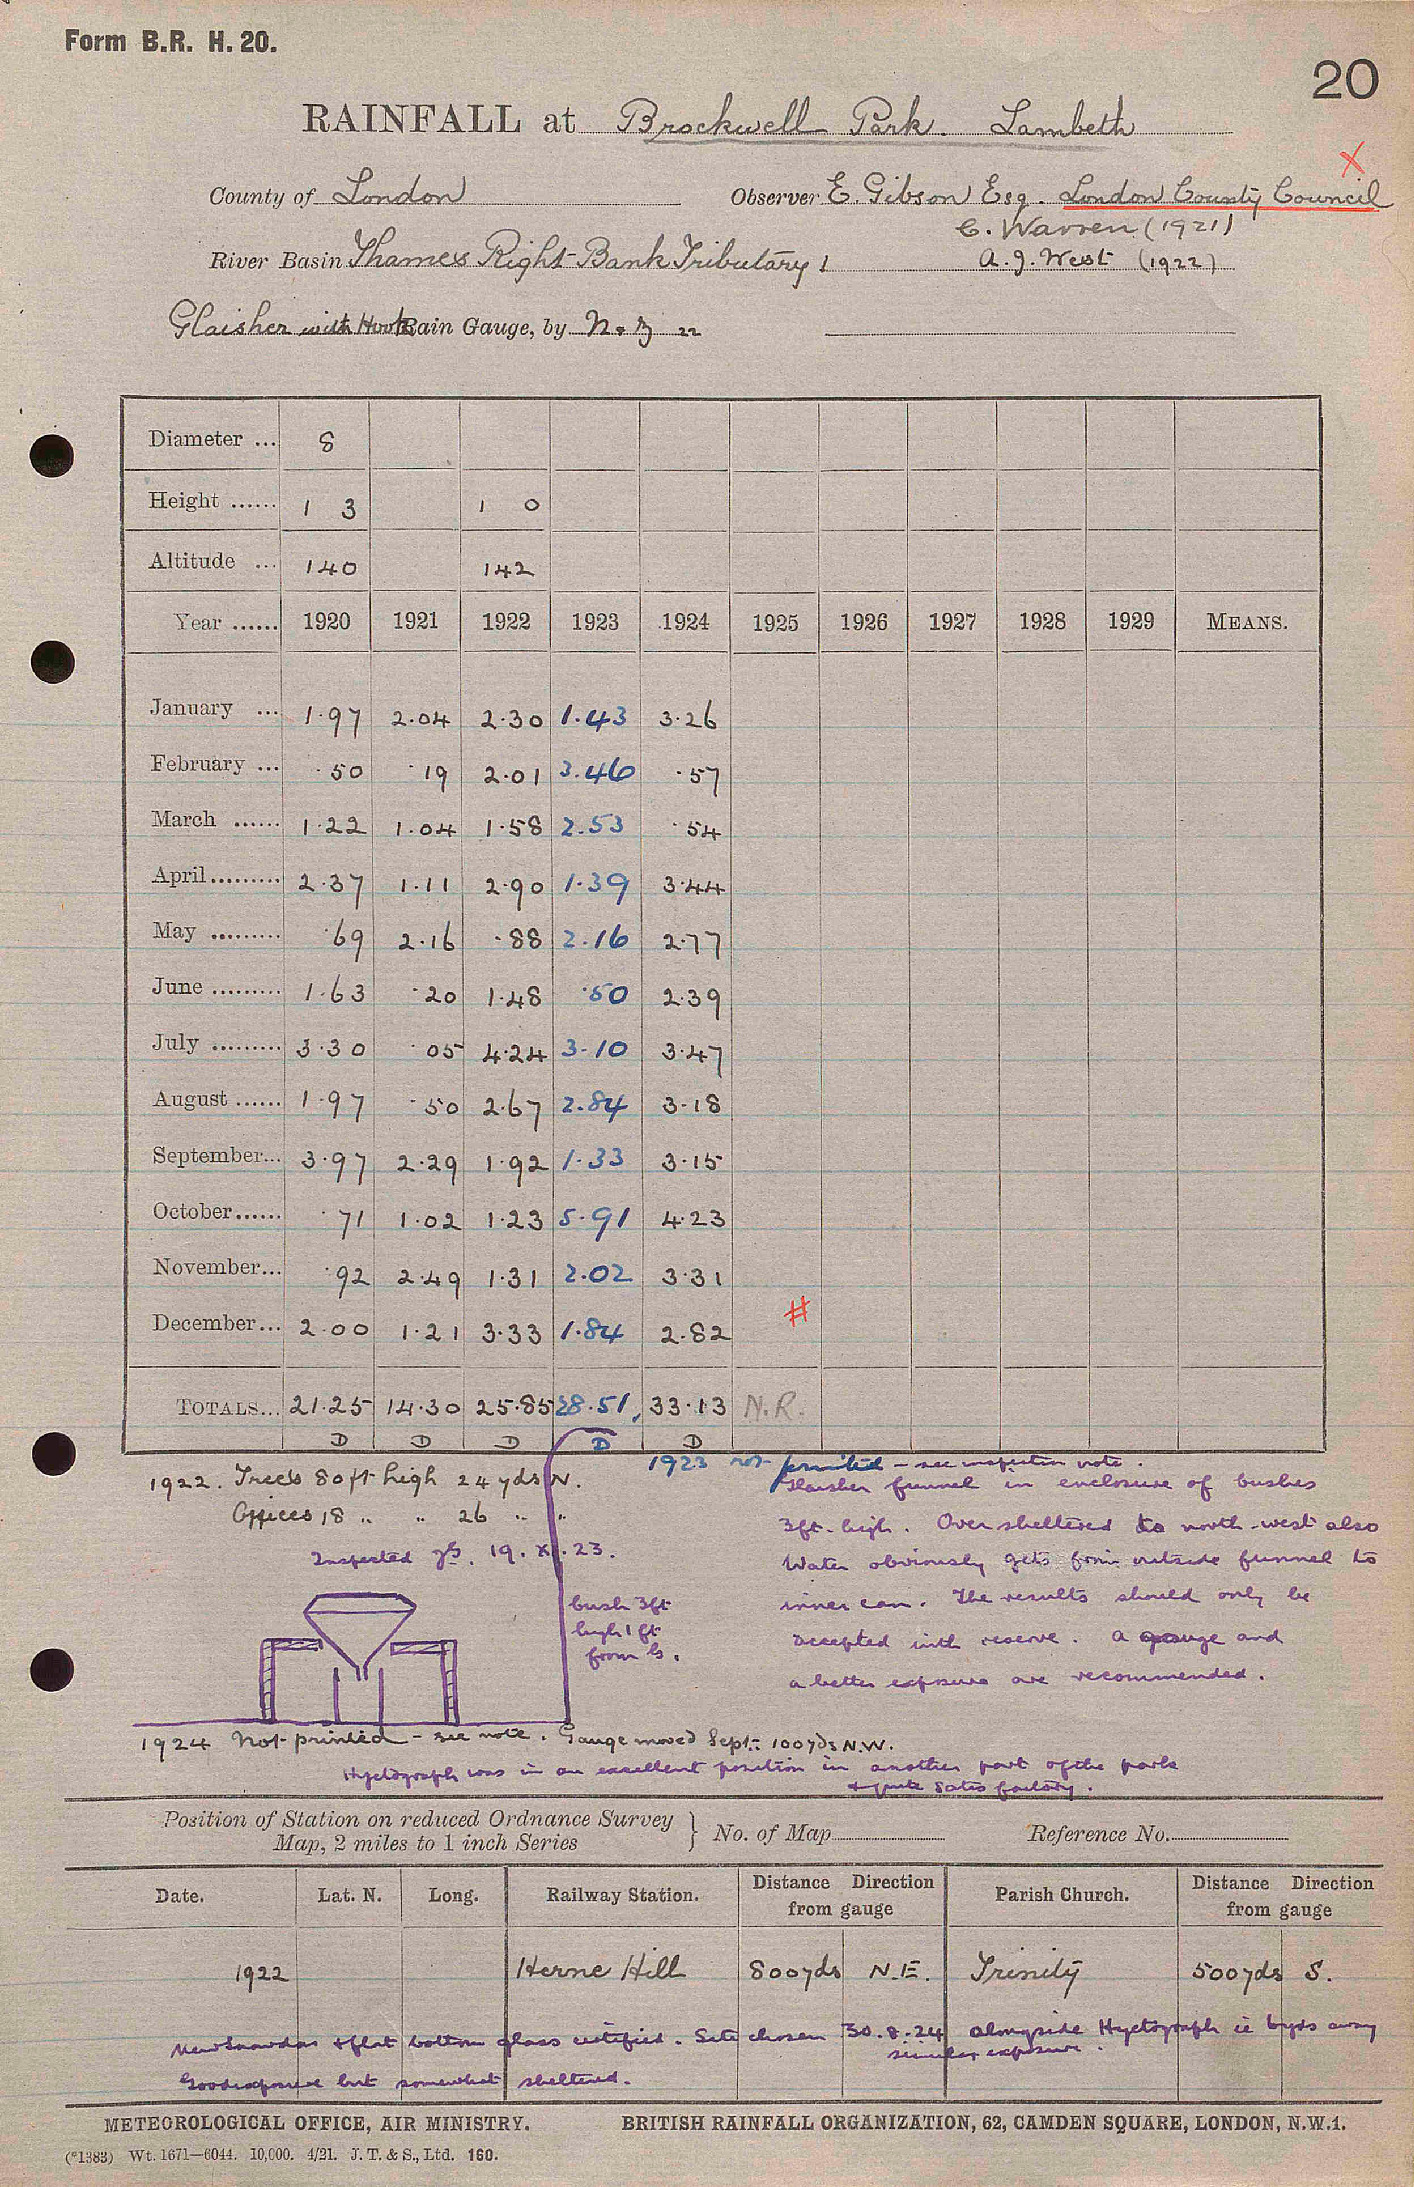 Form B.R. H. 20.
20
RAINFALL at Brockwell Park. Lambeth
X
County of London Observer E. Gibson Esq. London County Council
C. Warren (1921)
River Basin Thames Right Bank Tributary 1 A. J. West (1922)
Glaisher with Hook Rain Gauge, by N & Z 22
Diameter ... 8
Height ...... 1 3 1 0
Altitude ... 140 142
Year ...... 1920 1921 1922 1923 1924 1925 1926 1927 1928 1929 MEANS.
January ... 1.97 2.04 2.30 1.43 3.26
February ... .50 .19 2.01 3.46 .57
March ...... 1.22 1.04 1.58 2.53 .54
April ......... 2.37 1.11 2.90 1.39 3.44
May ......... .69 2.16 .88 2.16 2.77
June ......... 1.63 .20 1.48 .50 2.39
July ......... 3.30 .05 4.24 3.10 3.47
August ...... 1.97 .50 2.67 2.84 3.18
September... 3.97 2.29 1.92 1.33 3.15
October...... .71 1.02 1.23 5.91 4.23
November... .92 2.49 1.31 2.02 3.31
December... 2.00 1.21 3.33 1.84 2.82 #
TOTALS... 21.25 14.30 25.85 28.51 33.13 N.R.
D D D D D
1923 not printed - see inspection note.
1922. Trees 80ft high 24 yds N.
Offices 18 " " 26 " "
Inspected 19. XI. 23.
Glaisher funnel in enclosure of bushes
3ft. high. Over sheltered to north-west also
Water obviously gets from outside funnel to
inner can. The results should only be
accepted with reserve. A gauge and
a better exposure are recommended.
bush 3ft
high 1 ft
from G.
1924 Not printed - see note. Gauge moved Sept: 100yds N.W.
Hyetograph was in an excellent position in another part of the park
& quite satisfactory.
Position of Station on reduced Ordnance Survey
Map, 2 miles to 1 inch Series } No. of Map Reference No.
Date. Lat. N. Long. Railway Station. Distance Direction from gauge Parish Church. Distance Direction from gauge
1922 Herne Hill 800yds N.E. Trinity 500yds S.
New Snowdon & flat bottom glass certified. Site chosen 30.8.24 alongside Hyetograph ie 6yds away
similar exposure.
Good exposure but somewhat sheltered.
METEOROLOGICAL OFFICE, AIR MINISTRY. BRITISH RAINFALL ORGANIZATION, 62, CAMDEN SQUARE, LONDON, N.W.1.
(*1383) Wt. 1671—6044. 10,000. 4/21. J. T. & S., Ltd. 160.